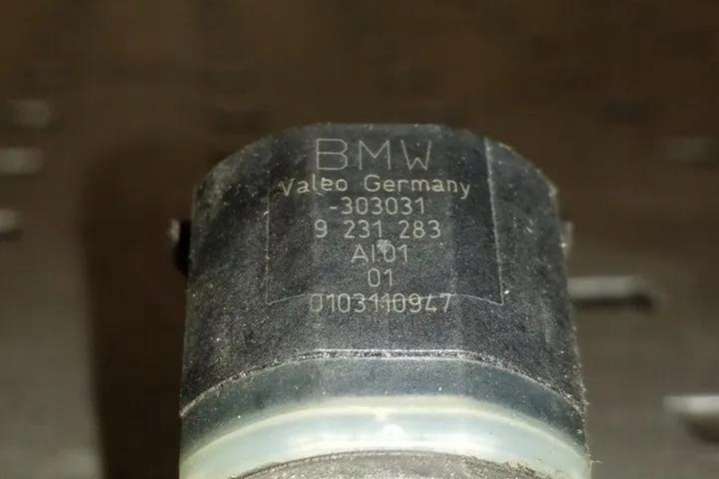 BMW
Valeo Germany
-303031
9 231 283
AI.01
01
0103110947